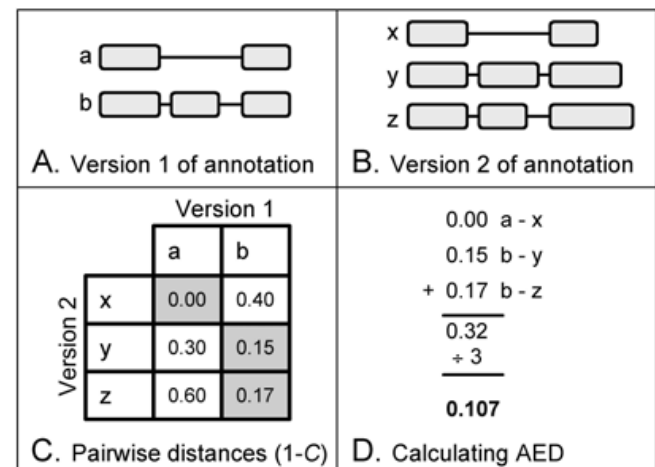 a
b
A. Version 1 of annotation
x
y
z
B. Version 2 of annotation
Version 1
a b
Version 2
x 0.00 0.40
y 0.30 0.15
z 0.60 0.17
C. Pairwise distances (1-C)
0.00 a - x
0.15 b - y
+ 0.17 b - z
0.32
÷ 3
0.107
D. Calculating AED